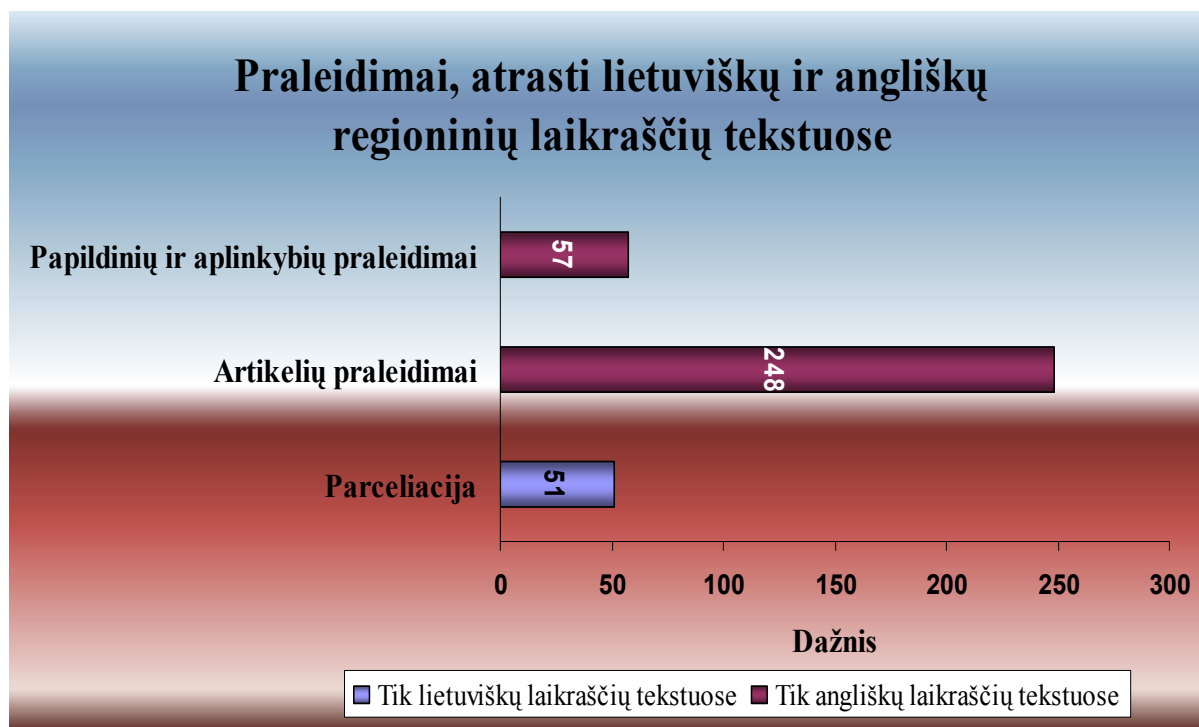 Praleidimai, atrasti lietuviškų ir angliškų
regioninių laikraščių tekstuose
Papildinių ir aplinkybių praleidimai
57
Artikelių praleidimai
248
Parceliacija
51
0 50 100 150 200 250 300
Dažnis
Tik lietuviškų laikraščių tekstuose Tik angliškų laikraščių tekstuose